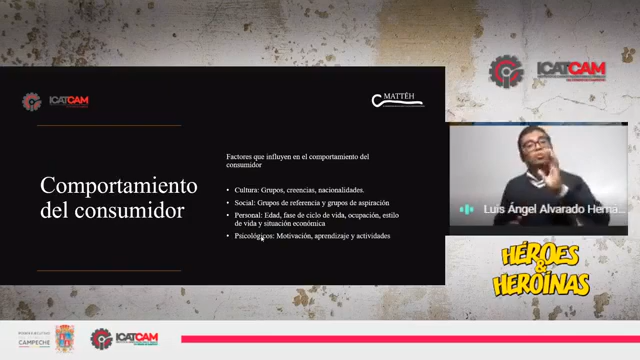 ICATCAM
MATTÉH
ICATCAM
Factores que influyen en el comportamiento del
consumidor
Comportamiento
del consumidor
• Cultura: Grupos, creencias, nacionalidades.
• Social: Grupos de referencia y grupos de aspiración
• Personal: Edad, fase de ciclo de vida, ocupación, estilo
de vida y situación económica
• Psicológicos: Motivación, aprendizaje y actividades
Luis Ángel Alvarado Herna...
HÉROES
&
HEROÍNAS
CAMPECHE
ICATCAM